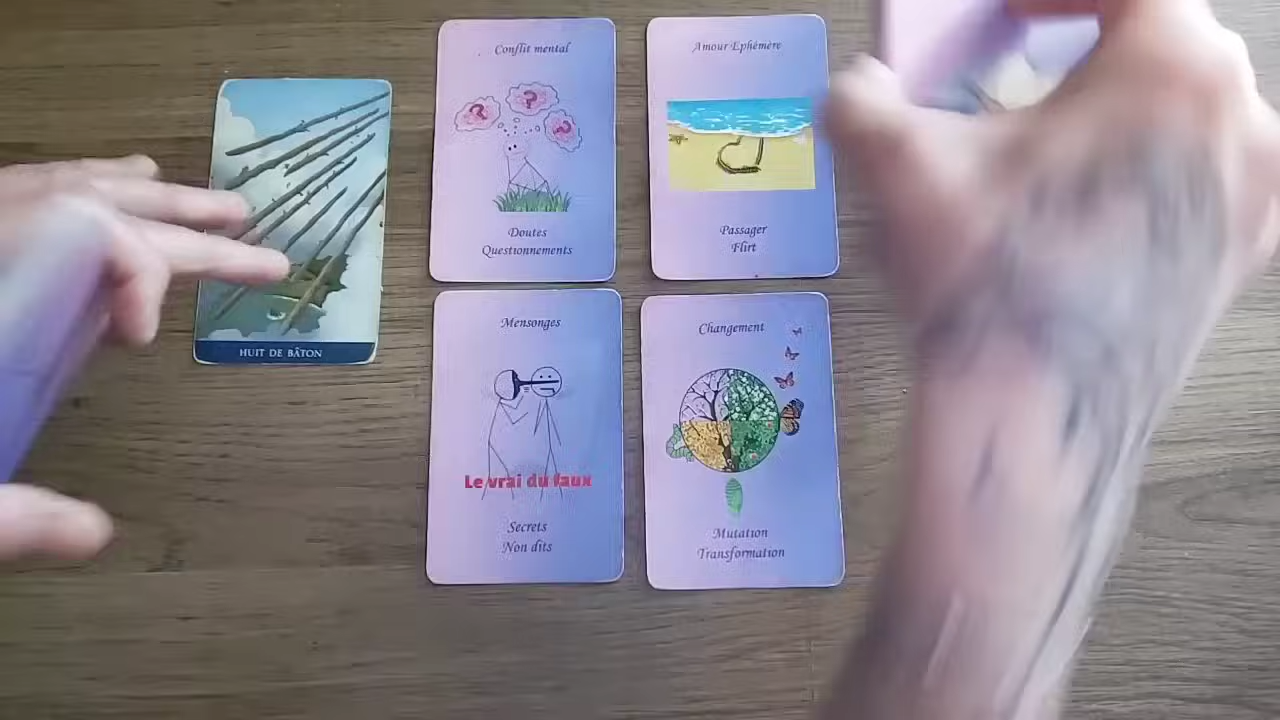 HUIT DE BÂTON
Conflit mental
? ? ?
Doutes
Questionnements
Amour Ephémère
Passager
Flirt
Mensonges
Le vrai du faux
Secrets
Non dits
Changement
Mutation
Transformation